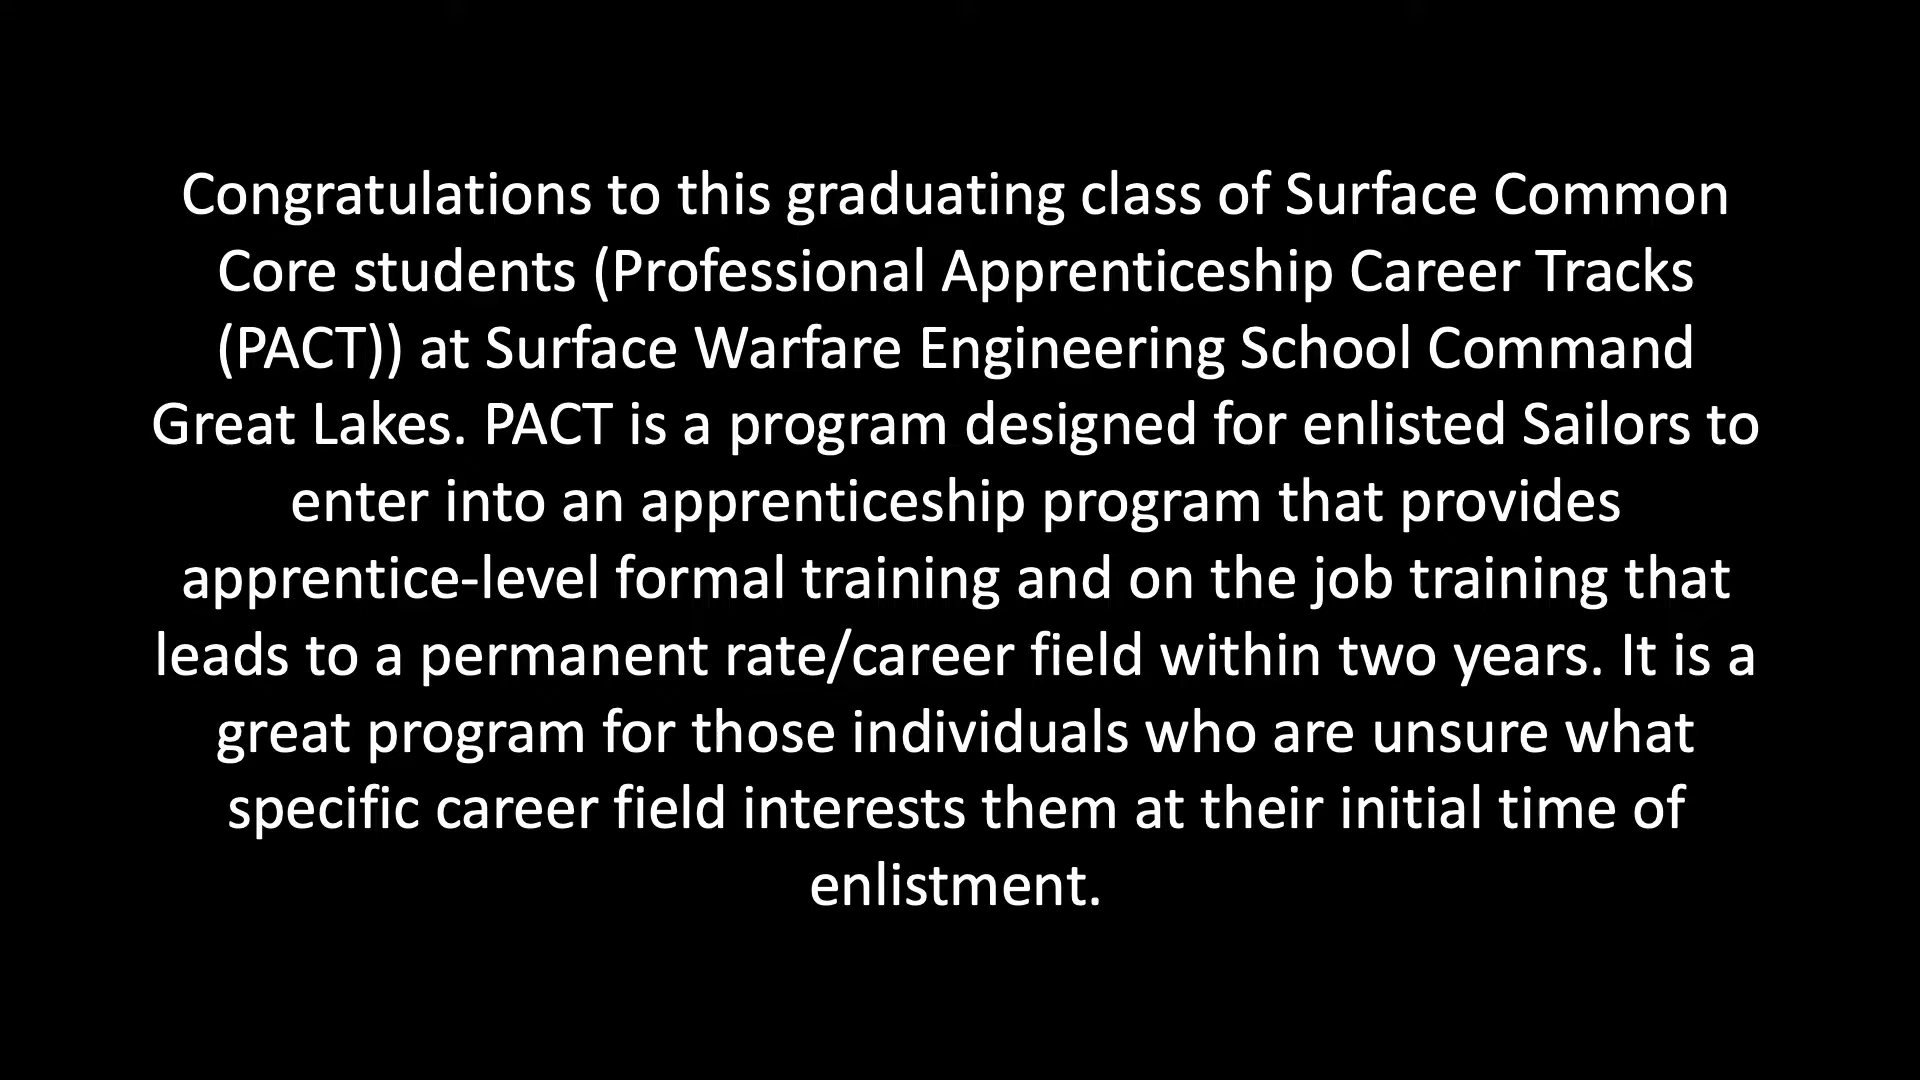 Congratulations to this graduating class of Surface Common
Core students (Professional Apprenticeship Career Tracks
(PACT)) at Surface Warfare Engineering School Command
Great Lakes. PACT is a program designed for enlisted Sailors to
enter into an apprenticeship program that provides
apprentice-level formal training and on the job training that
leads to a permanent rate/career field within two years. It is a
great program for those individuals who are unsure what
specific career field interests them at their initial time of
enlistment.